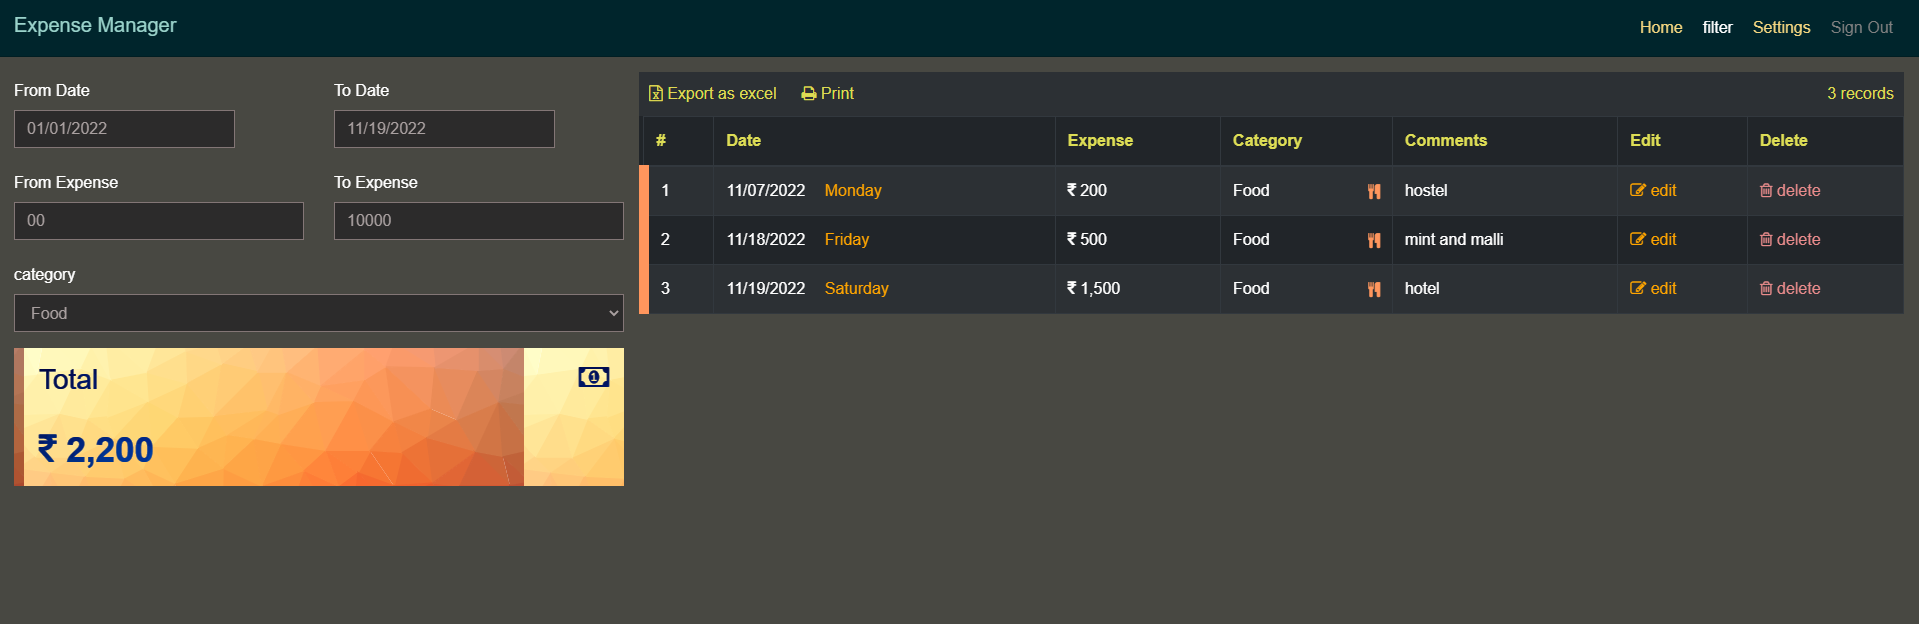 Expense Manager
Home filter Settings Sign Out
From Date To Date
01/01/2022 11/19/2022
From Expense To Expense
00 10000
category
Food
Total
₹ 2,200
Export as excel Print 3 records
# Date Expense Category Comments Edit Delete
1 11/07/2022 Monday ₹ 200 Food hostel edit delete
2 11/18/2022 Friday ₹ 500 Food mint and malli edit delete
3 11/19/2022 Saturday ₹ 1,500 Food hotel edit delete